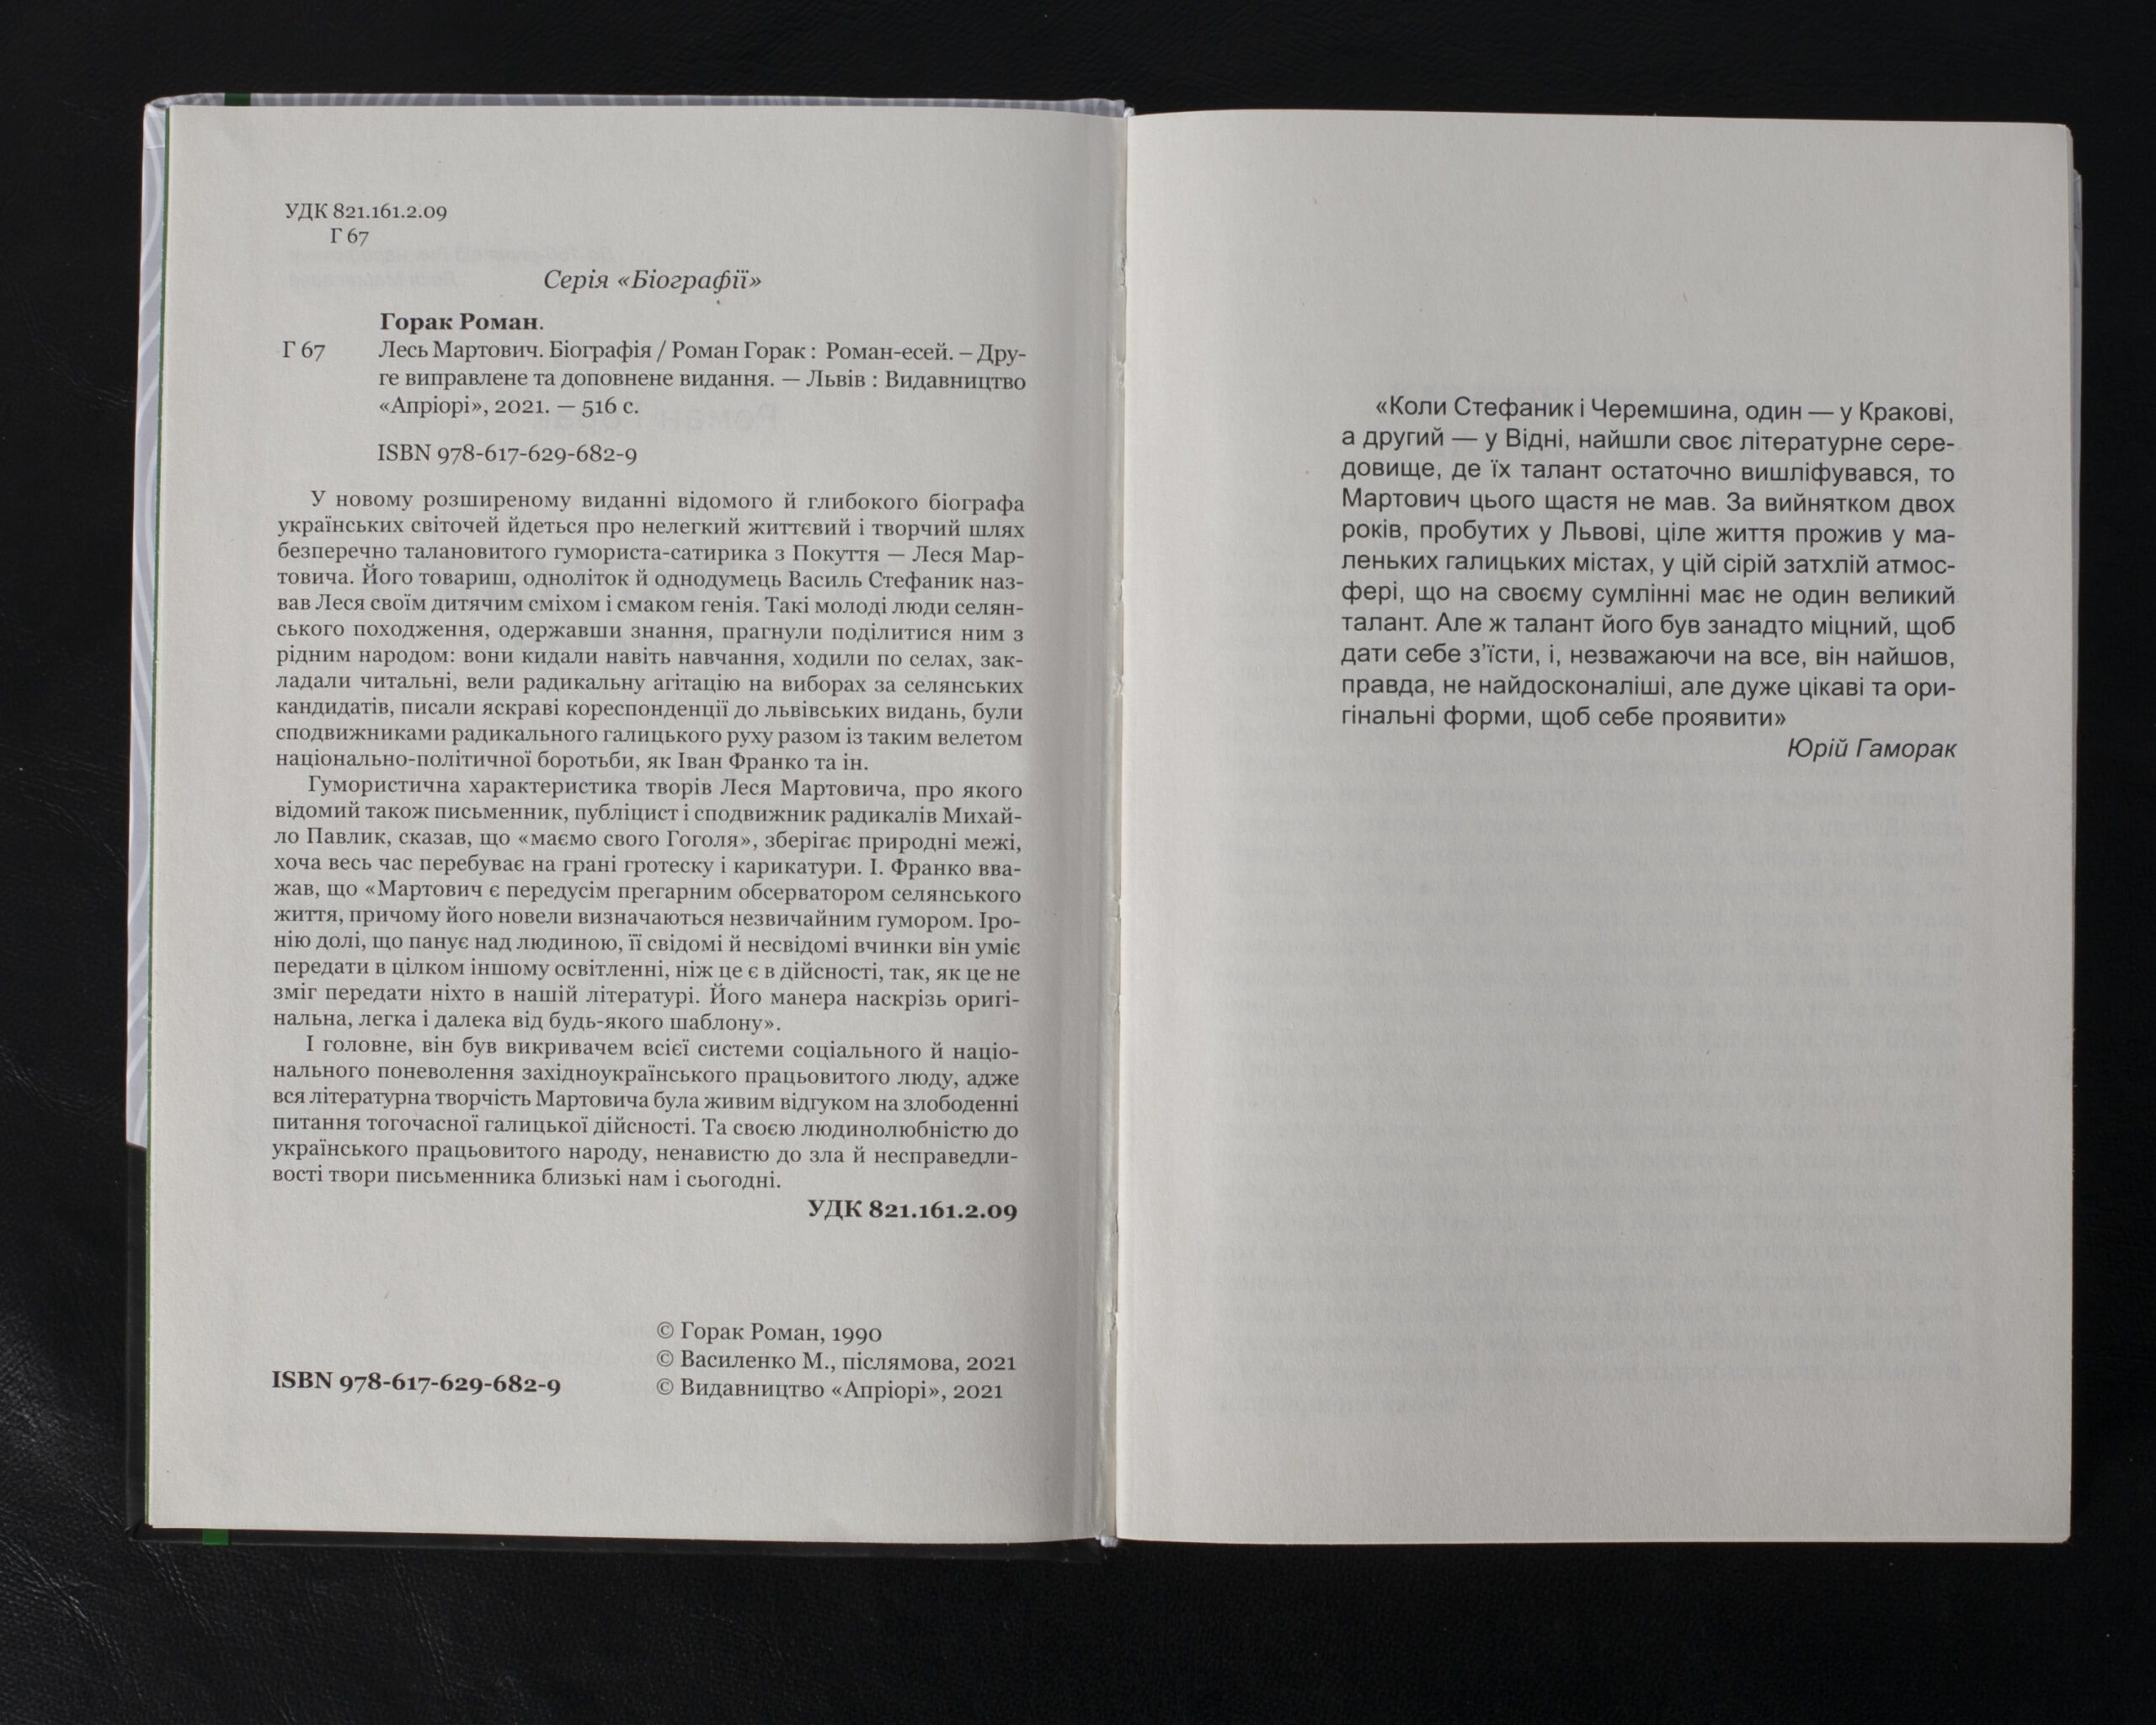 УДК 821.161.2.09
Г 67
Серія «Біографії»
Горак Роман.
Г 67 Лесь Мартович. Біографія / Роман Горак : Роман-есей. – Дру-
ге виправлене та доповнене видання. — Львів : Видавництво
«Апріорі», 2021. — 516 с.
ISBN 978-617-629-682-9
У новому розширеному виданні відомого й глибокого біографа
українських світочей йдеться про нелегкий життєвий і творчий шлях
безперечно талановитого гумориста-сатирика з Покуття — Леся Мар-
товича. Його товариш, одноліток й однодумець Василь Стефаник наз-
вав Леся своїм дитячим сміхом і смаком генія. Такі молоді люди селян-
ського походження, одержавши знання, прагнули поділитися ним з
рідним народом: вони кидали навіть навчання, ходили по селах, зак-
ладали читальні, вели радикальну агітацію на виборах за селянських
кандидатів, писали яскраві кореспонденції до львівських видань, були
сподвижниками радикального галицького руху разом із таким велетом
національно-політичної боротьби, як Іван Франко та ін.
Гумористична характеристика творів Леся Мартовича, про якого
відомий також письменник, публіцист і сподвижник радикалів Михай-
ло Павлик, сказав, що «маємо свого Гоголя», зберігає природні межі,
хоча весь час перебуває на грані гротеску і карикатури. І. Франко вва-
жав, що «Мартович є передусім прегарним обсерватором селянського
життя, причому його новели визначаються незвичайним гумором. Іро-
нію долі, що панує над людиною, її свідомі й несвідомі вчинки він уміє
передати в цілком іншому освітленні, ніж це є в дійсності, так, як це не
зміг передати ніхто в нашій літературі. Його манера наскрізь оригі-
нальна, легка і далека від будь-якого шаблону».
І головне, він був викривачем всієї системи соціального й націо-
нального поневолення західноукраїнського працьовитого люду, адже
вся літературна творчість Мартовича була живим відгуком на злободенні
питання тогочасної галицької дійсності. Та своєю людинолюбністю до
українського працьовитого народу, ненавистю до зла й несправедли-
вості твори письменника близькі нам і сьогодні.
УДК 821.161.2.09
© Горак Роман, 1990
© Василенко М., післямова, 2021
ISBN 978-617-629-682-9 © Видавництво «Апріорі», 2021
«Коли Стефаник і Черемшина, один — у Кракові,
а другий — у Відні, найшли своє літературне сере-
довище, де їх талант остаточно вишліфувався, то
Мартович цього щастя не мав. За вийнятком двох
років, пробутих у Львові, ціле життя прожив у ма-
леньких галицьких містах, у цій сірій затхлій атмос-
фері, що на своєму сумлінні має не один великий
талант. Але ж талант його був занадто міцний, щоб
дати себе з’їсти, і, незважаючи на все, він найшов,
правда, не найдосконаліші, але дуже цікаві та ори-
гінальні форми, щоб себе проявити»
Юрій Гаморак